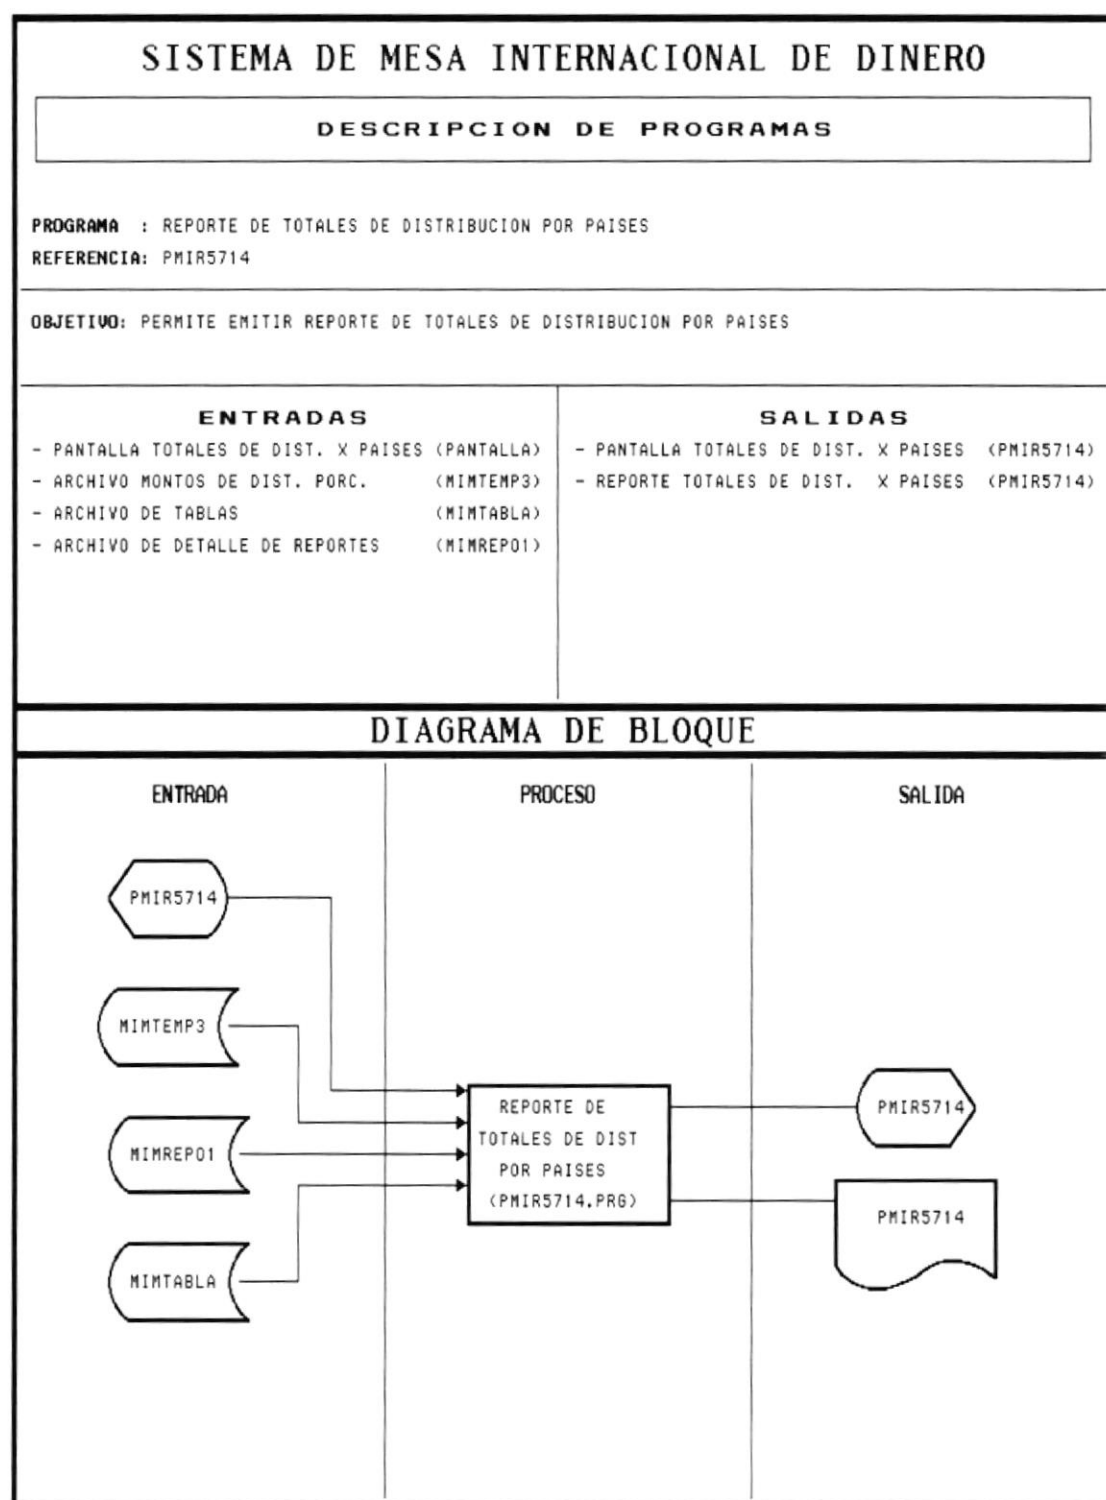 SISTEMA DE MESA INTERNACIONAL DE DINERO
DESCRIPCION DE PROGRAMAS
PROGRAMA : REPORTE DE TOTALES DE DISTRIBUCION POR PAISES
REFERENCIA: PMIR5714
OBJETIVO: PERMITE EMITIR REPORTE DE TOTALES DE DISTRIBUCION POR PAISES
ENTRADAS
- PANTALLA TOTALES DE DIST. X PAISES (PANTALLA)
- ARCHIVO MONTOS DE DIST. PORC. (MIMTEMP3)
- ARCHIVO DE TABLAS (MIMTABLA)
- ARCHIVO DE DETALLE DE REPORTES (MIMREPO1)
SALIDAS
- PANTALLA TOTALES DE DIST. X PAISES (PMIR5714)
- REPORTE TOTALES DE DIST. X PAISES (PMIR5714)
DIAGRAMA DE BLOQUE
ENTRADA
PMIR5714
MIMTEMP3
MIMREPO1
MIMTABLA
PROCESO
REPORTE DE
TOTALES DE DIST
POR PAISES
(PMIR5714.PRG)
SALIDA
PMIR5714
PMIR5714